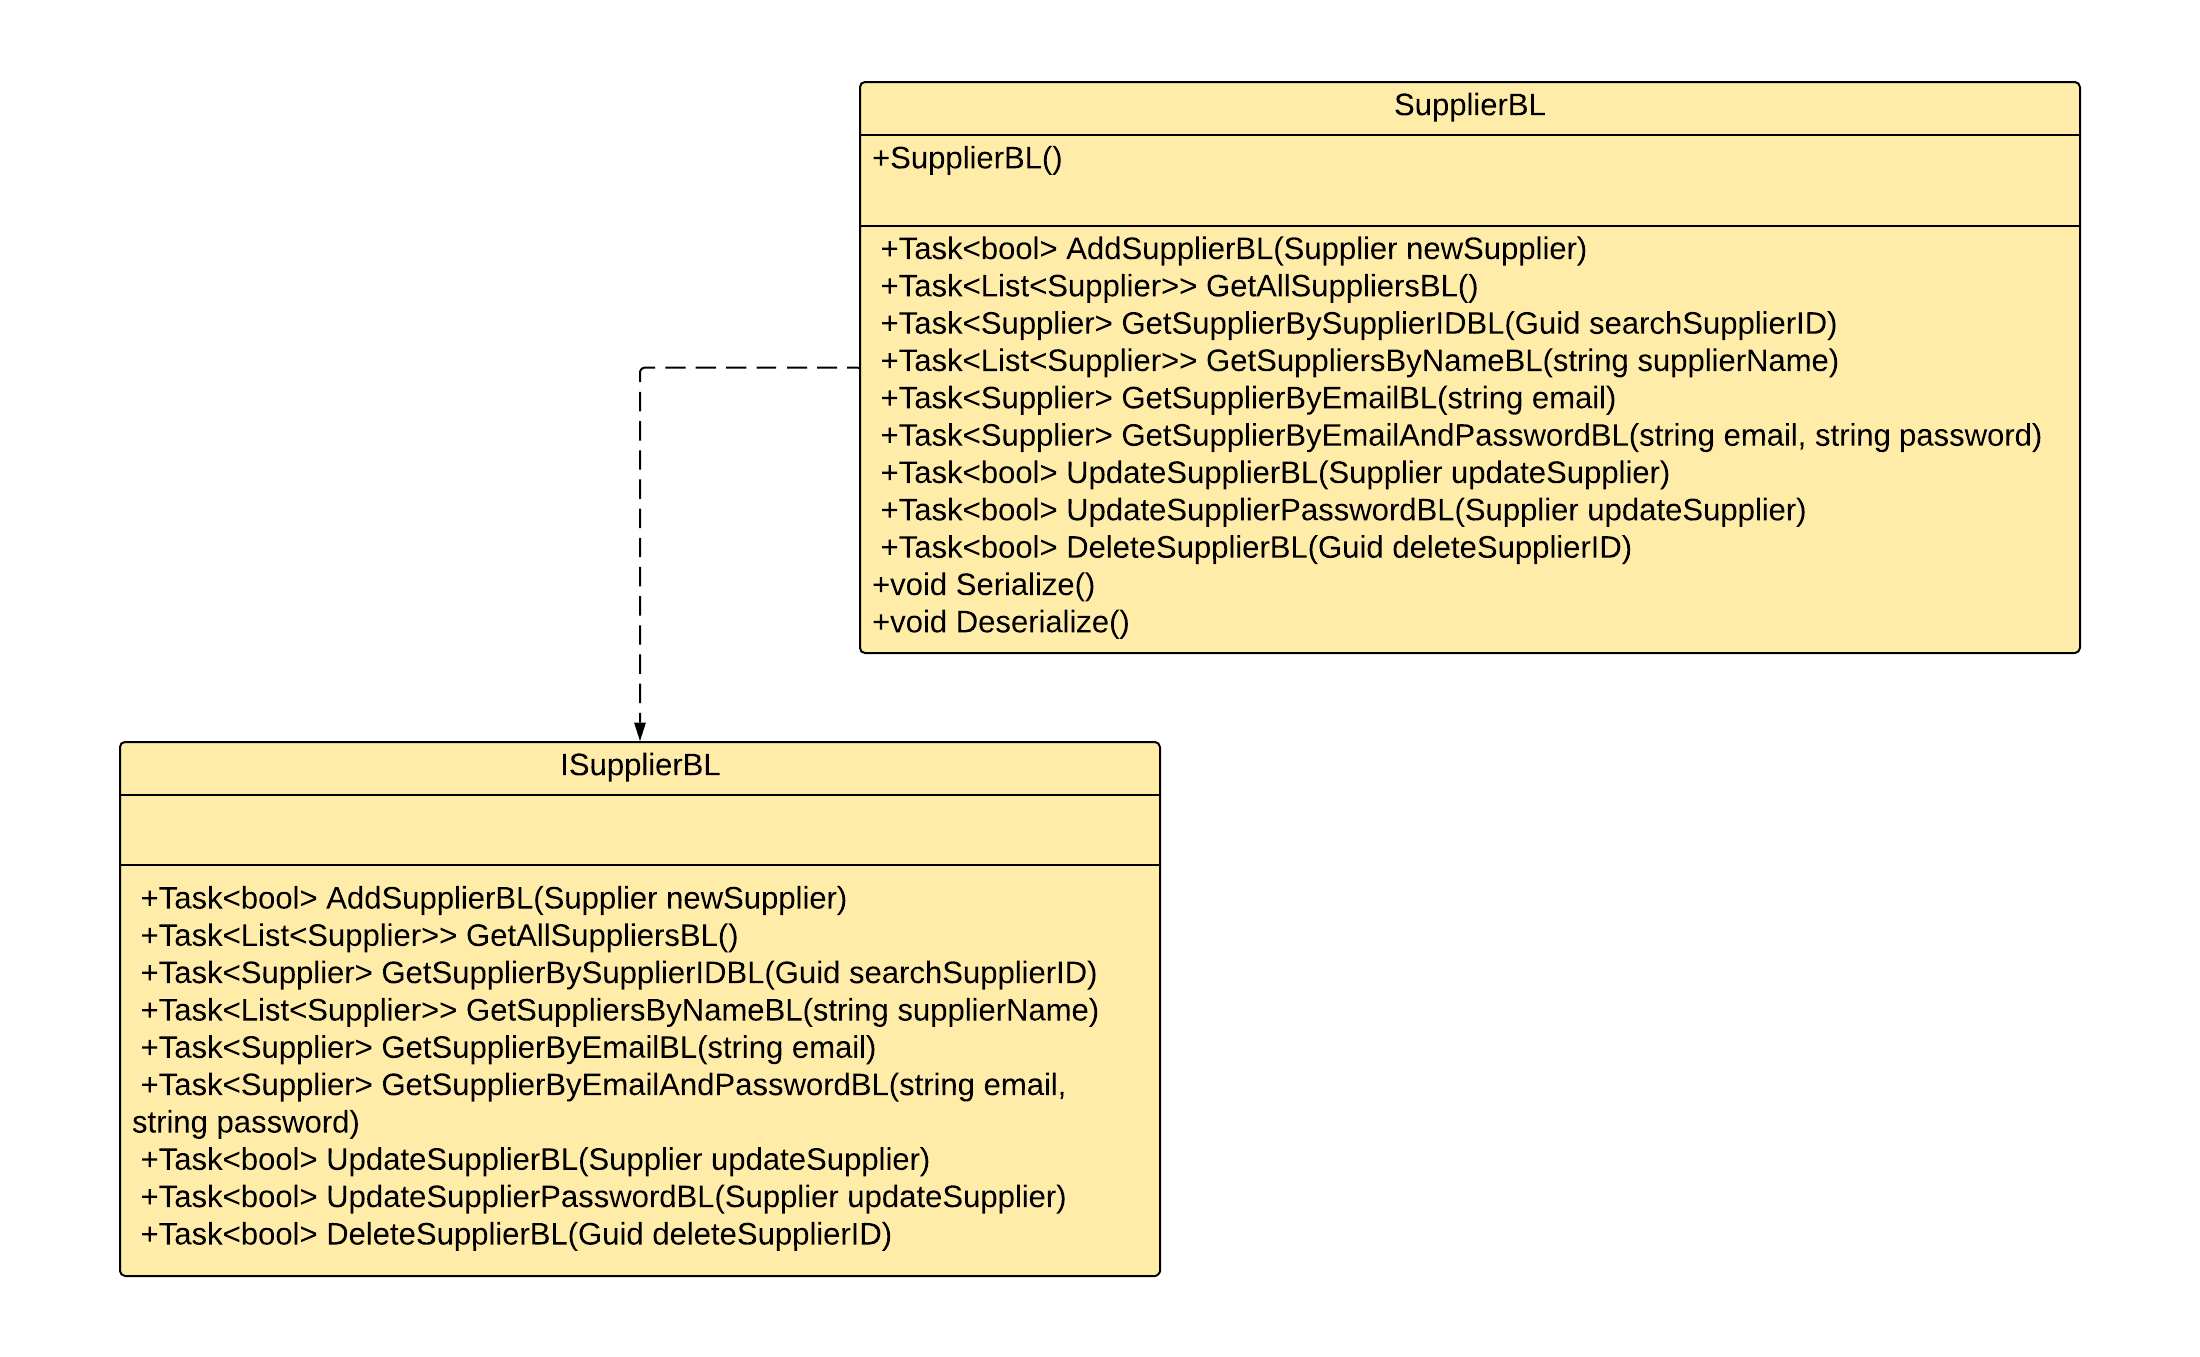 SupplierBL
+SupplierBL()
+Task<bool> AddSupplierBL(Supplier newSupplier)
+Task<List<Supplier>> GetAllSuppliersBL()
+Task<Supplier> GetSupplierBySupplierIDBL(Guid searchSupplierID)
+Task<List<Supplier>> GetSuppliersByNameBL(string supplierName)
+Task<Supplier> GetSupplierByEmailBL(string email)
+Task<Supplier> GetSupplierByEmailAndPasswordBL(string email, string password)
+Task<bool> UpdateSupplierBL(Supplier updateSupplier)
+Task<bool> UpdateSupplierPasswordBL(Supplier updateSupplier)
+Task<bool> DeleteSupplierBL(Guid deleteSupplierID)
+void Serialize()
+void Deserialize()
ISupplierBL
+Task<bool> AddSupplierBL(Supplier newSupplier)
+Task<List<Supplier>> GetAllSuppliersBL()
+Task<Supplier> GetSupplierBySupplierIDBL(Guid searchSupplierID)
+Task<List<Supplier>> GetSuppliersByNameBL(string supplierName)
+Task<Supplier> GetSupplierByEmailBL(string email)
+Task<Supplier> GetSupplierByEmailAndPasswordBL(string email,
string password)
+Task<bool> UpdateSupplierBL(Supplier updateSupplier)
+Task<bool> UpdateSupplierPasswordBL(Supplier updateSupplier)
+Task<bool> DeleteSupplierBL(Guid deleteSupplierID)